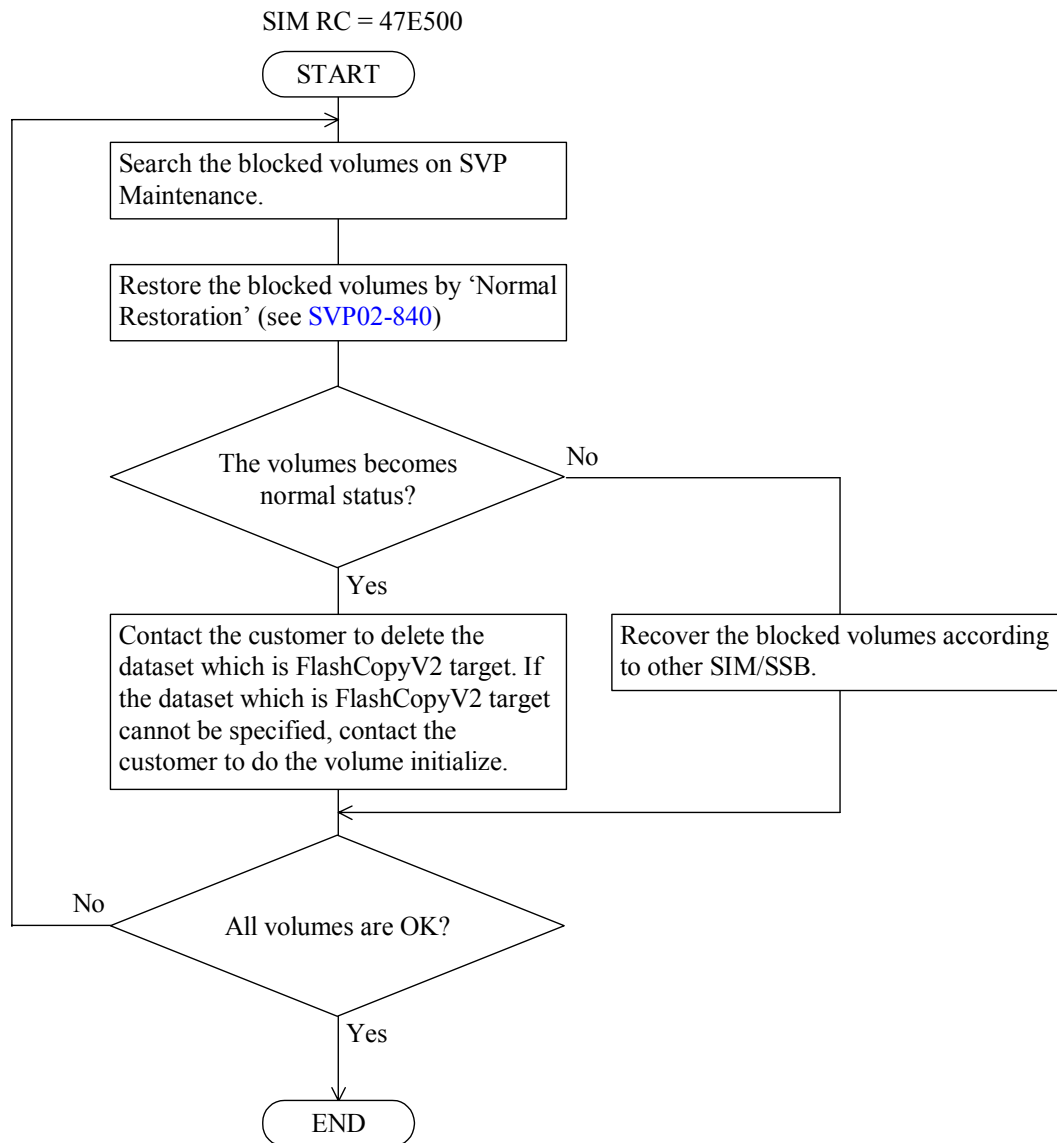 SIM RC = 47E500
START
Search the blocked volumes on SVP
Maintenance.
Restore the blocked volumes by ‘Normal
Restoration’ (see SVP02-840)
The volumes becomes
normal status?
No
Yes
Contact the customer to delete the
dataset which is FlashCopyV2 target. If
the dataset which is FlashCopyV2 target
cannot be specified, contact the
customer to do the volume initialize.
Recover the blocked volumes according
to other SIM/SSB.
No
All volumes are OK?
Yes
END